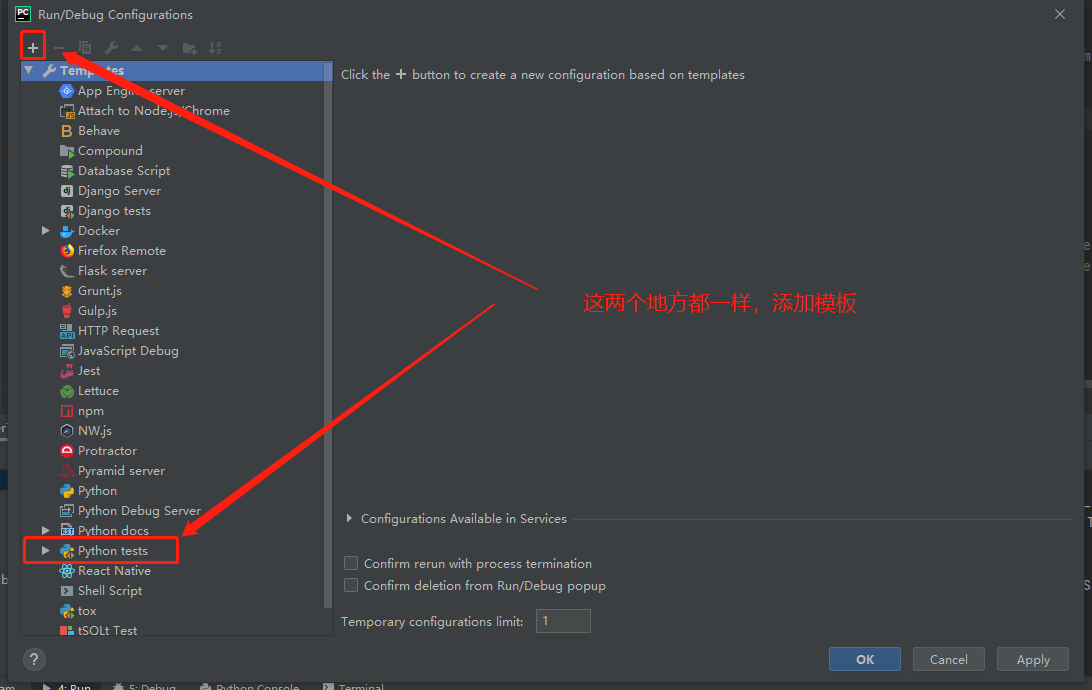 PC Run/Debug Configurations
Templates
Click the + button to create a new configuration based on templates
App Engine server
Attach to Node.js/Chrome
Behave
Compound
Database Script
Django Server
Django tests
Docker
Firefox Remote
Flask server
Grunt.js
这两个地方都一样，添加模板
Gulp.js
HTTP Request
JavaScript Debug
Jest
Lettuce
npm
NW.js
Protractor
Pyramid server
Python
Python Debug Server
Configurations Available in Services
Python docs
Python tests
Confirm rerun with process termination
React Native
Confirm deletion from Run/Debug popup
Shell Script
tox
Temporary configurations limit: 1
tSQLt Test
?
OK Cancel Apply
4: Run 5: Debug Python Console Terminal